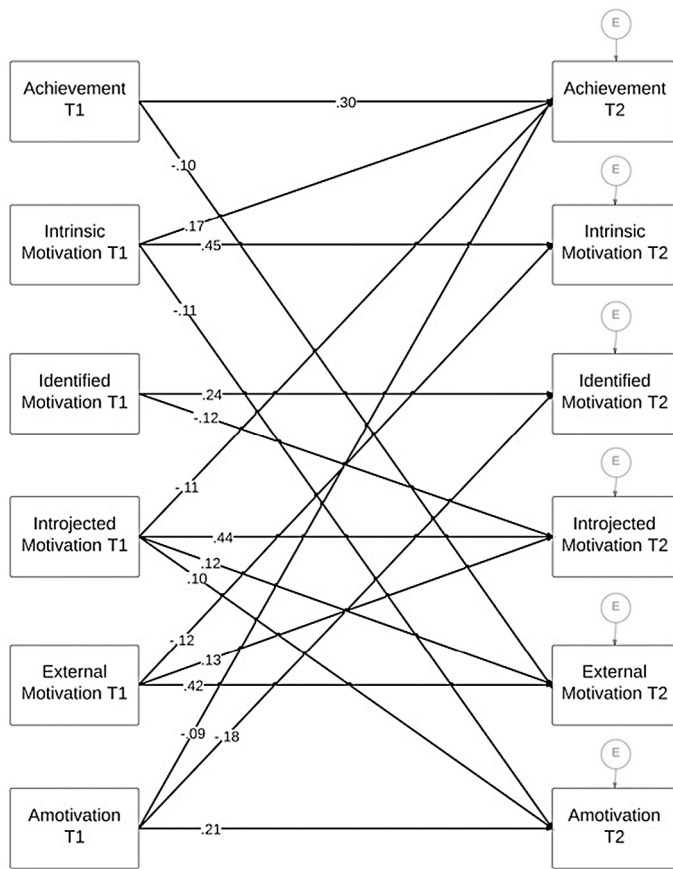 E
Achievement
T1
.30
Achievement
T2
-.10
E
.17
Intrinsic
Motivation T1
.45
Intrinsic
Motivation T2
-.11
E
Identified
Motivation T1
.24
Identified
Motivation T2
-.12
E
-.11
Introjected
Motivation T1
.44
Introjected
Motivation T2
.12
.10
E
-.12
.13
External
Motivation T1
.42
External
Motivation T2
-.09
-.18
E
Amotivation
T1
.21
Amotivation
T2